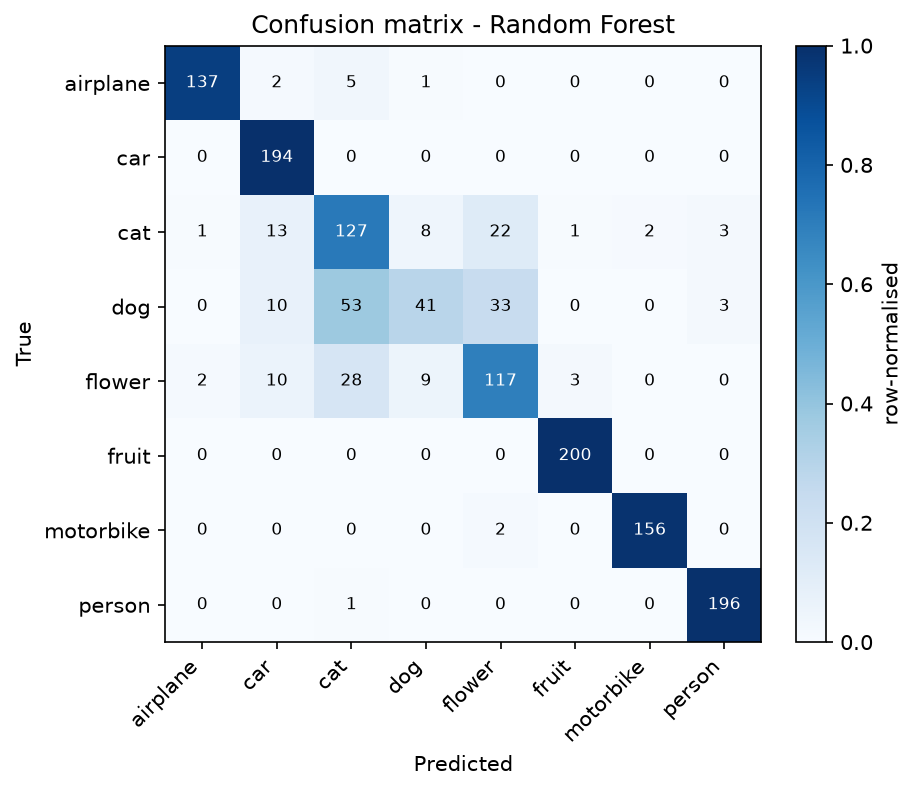 Confusion matrix - Random Forest
True
airplane 137 2 5 1 0 0 0 0
car 0 194 0 0 0 0 0 0
cat 1 13 127 8 22 1 2 3
dog 0 10 53 41 33 0 0 3
flower 2 10 28 9 117 3 0 0
fruit 0 0 0 0 0 200 0 0
motorbike 0 0 0 0 2 0 156 0
person 0 0 1 0 0 0 0 196
airplane car cat dog flower fruit motorbike person
Predicted
1.0
0.8
0.6
0.4
0.2
0.0
row-normalised